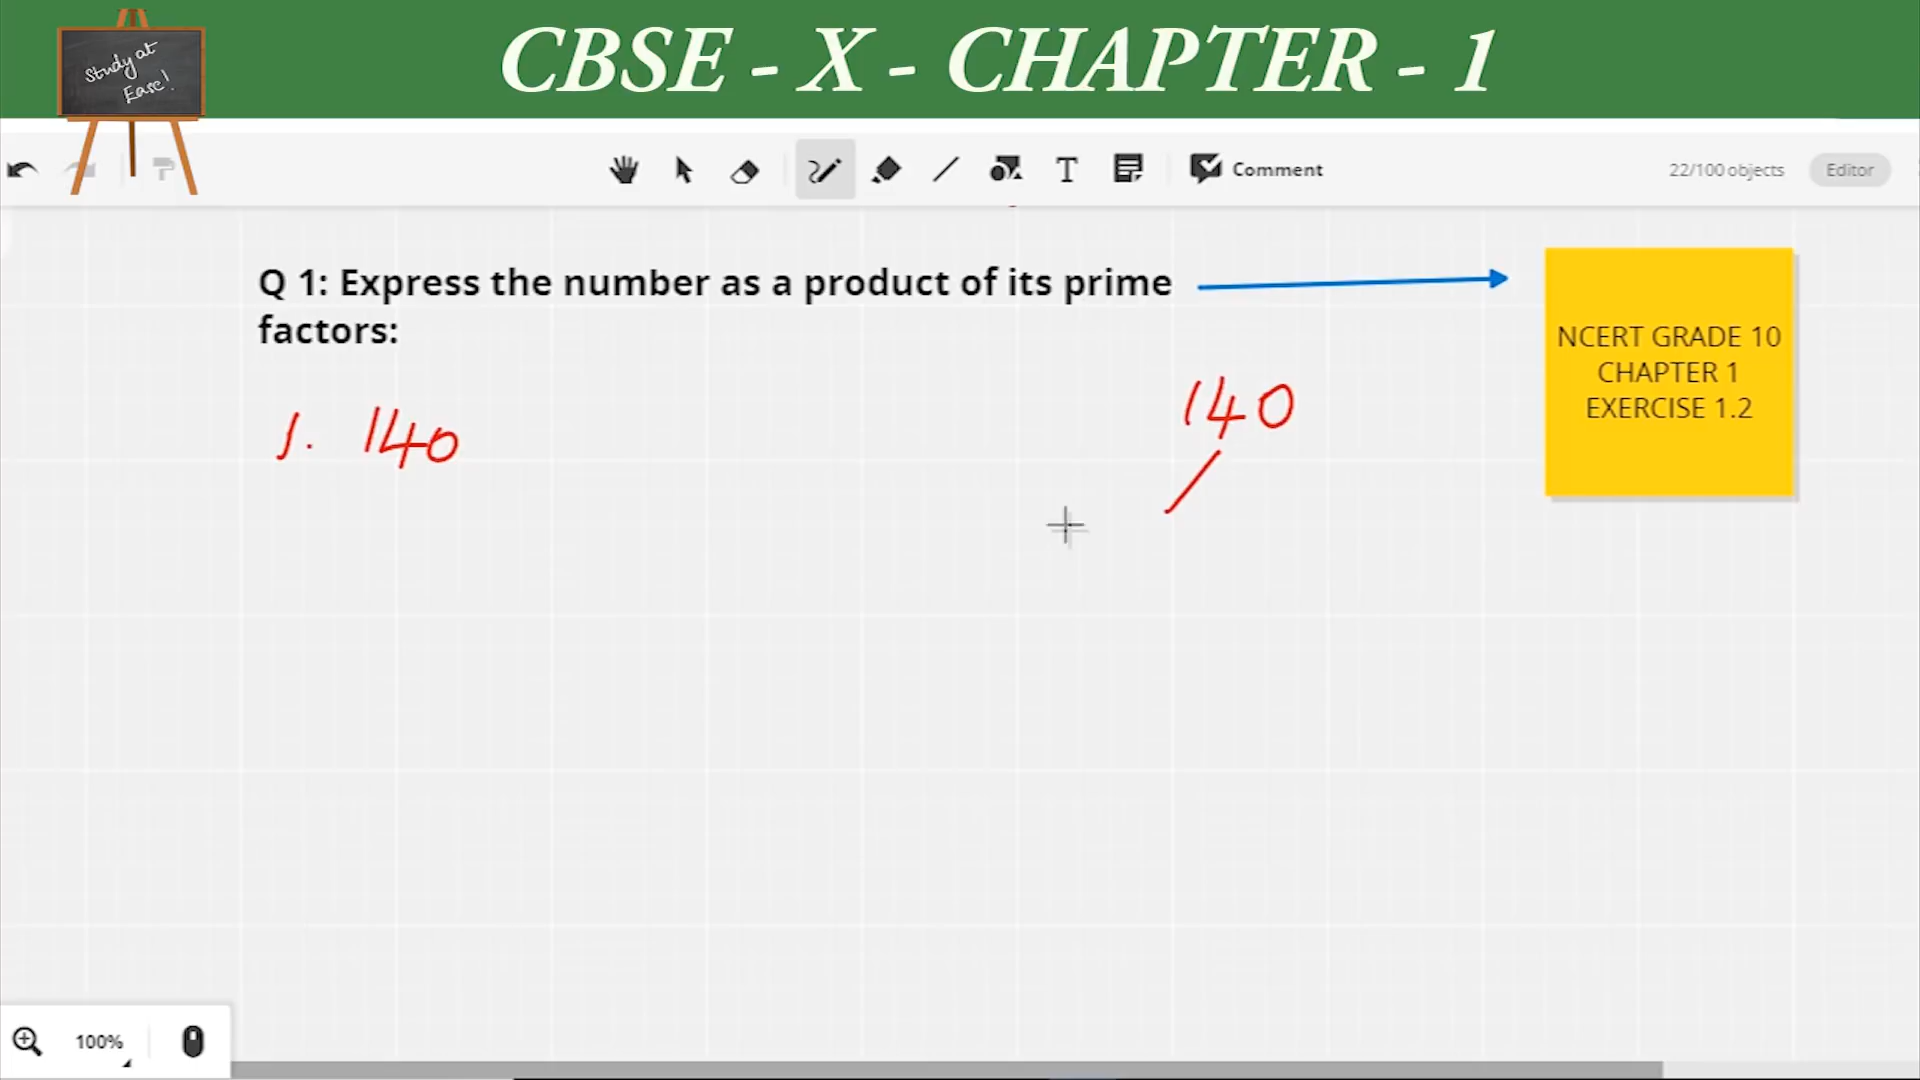 Study at
Ease!
CBSE - X - CHAPTER - 1
Comment
22/100 objects
Editor
Q 1: Express the number as a product of its prime
factors:
NCERT GRADE 10
CHAPTER 1
EXERCISE 1.2
140
1. 140
100%